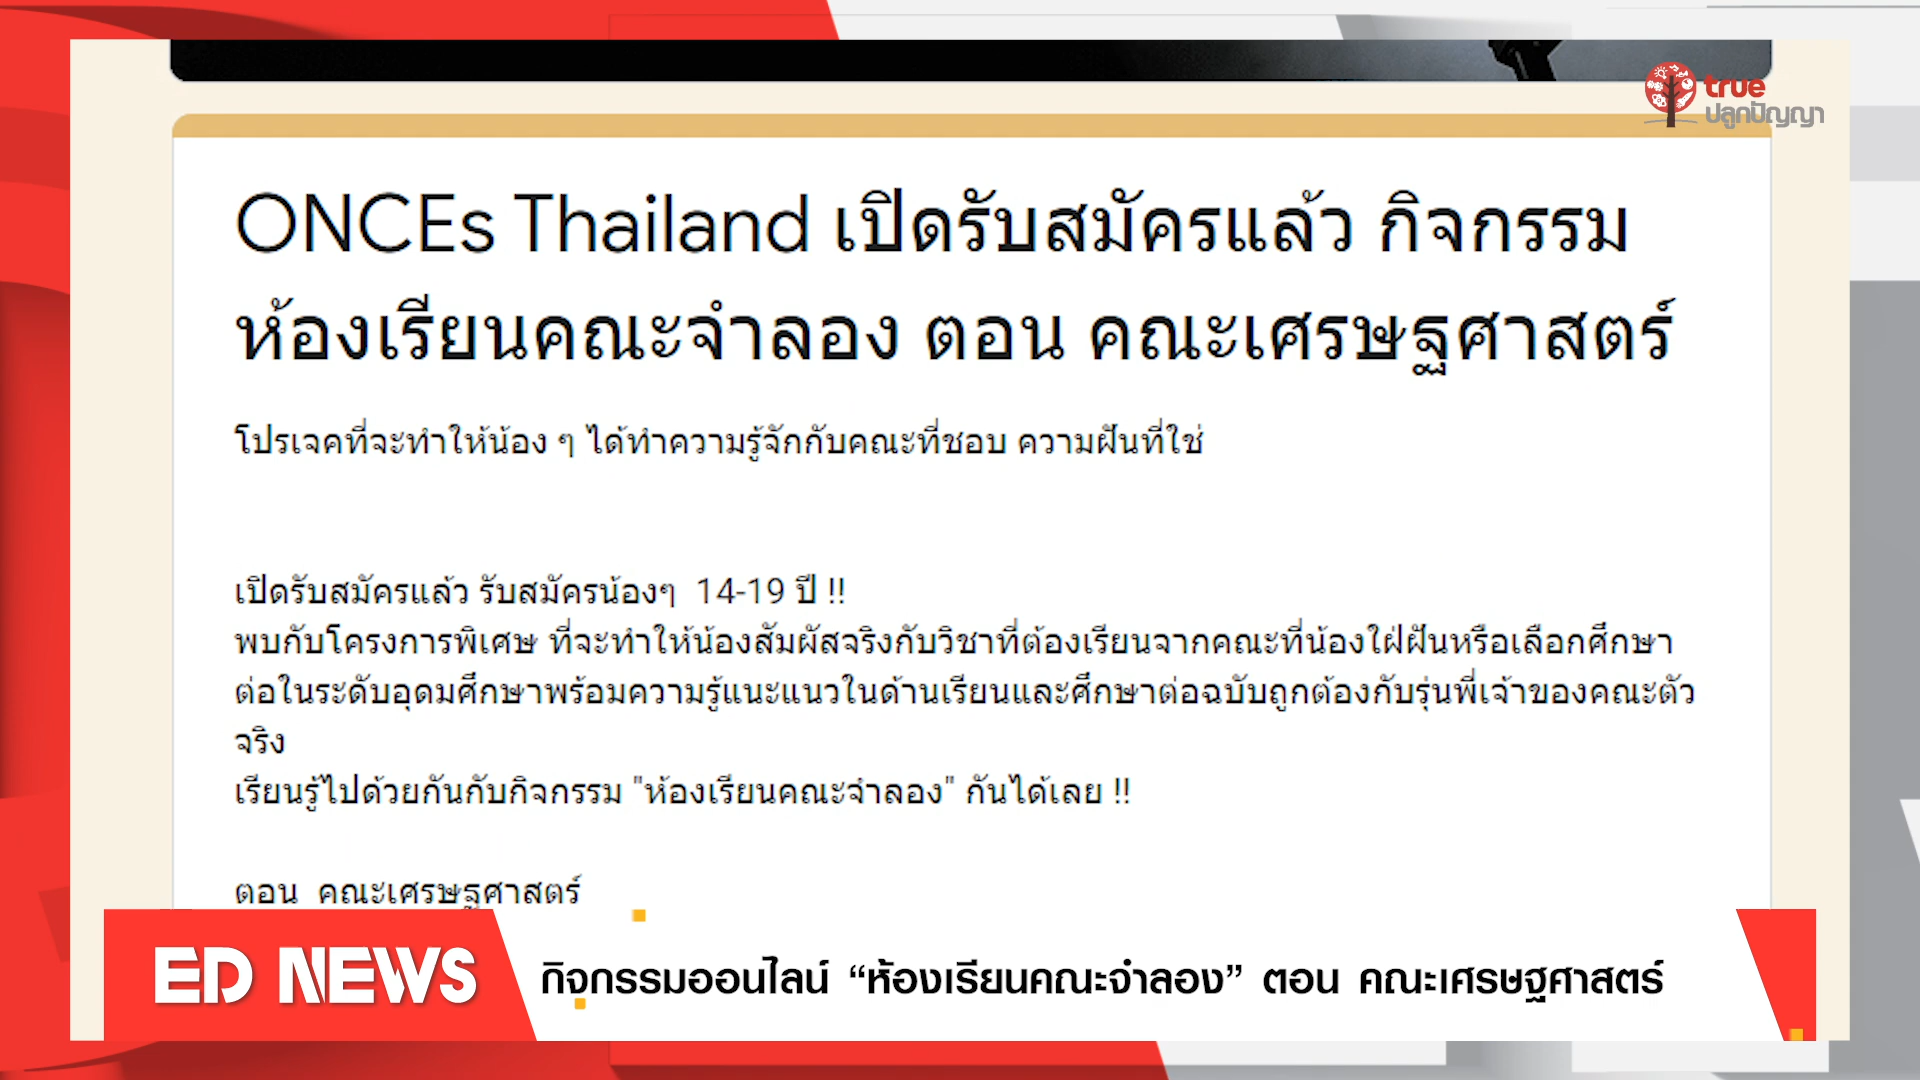 true
ปลูกปัญญา
ONCEs Thailand เปิดรับสมัครแล้ว กิจกรรม
ห้องเรียนคณะจำลอง ตอน คณะเศรษฐศาสตร์
โปรเจคที่จะทำให้น้อง ๆ ได้ทำความรู้จักกับคณะที่ชอบ ความฝันที่ใช่
เปิดรับสมัครแล้ว รับสมัครน้องๆ 14-19 ปี !!
พบกับโครงการพิเศษ ที่จะทำให้น้องสัมผัสจริงกับวิชาที่ต้องเรียนจากคณะที่น้องใฝ่ฝันหรือเลือกศึกษา
ต่อในระดับอุดมศึกษาพร้อมความรู้แนะแนวในด้านเรียนและศึกษาต่อฉบับถูกต้องกับรุ่นพี่เจ้าของคณะตัว
จริง
เรียนรู้ไปด้วยกันกับกิจกรรม "ห้องเรียนคณะจำลอง" กันได้เลย !!
ตอน คณะเศรษฐศาสตร์
ED NEWS
กิจกรรมออนไลน์ “ห้องเรียนคณะจำลอง” ตอน คณะเศรษฐศาสตร์